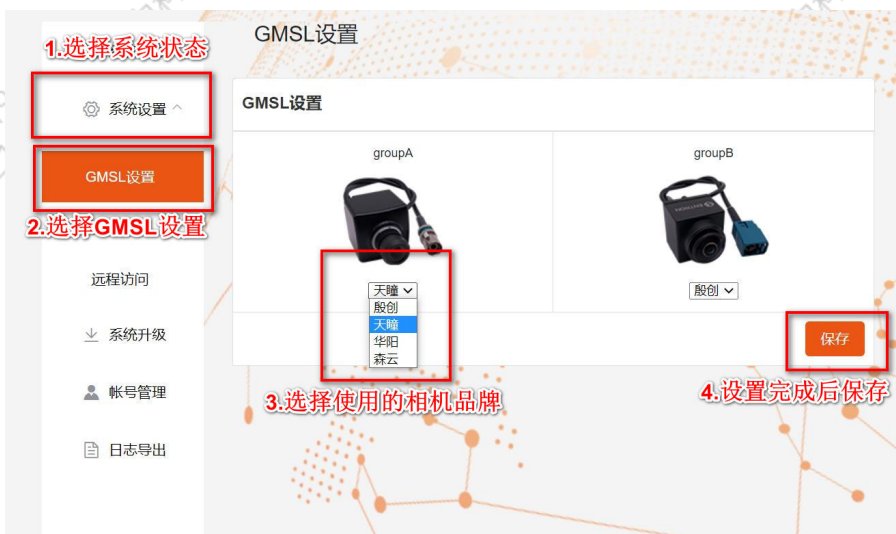 GMSL设置
1.选择系统状态
系统设置
GMSL设置
groupA
groupB
GMSL设置
2.选择GMSL设置
远程访问
天瞳
殷创
殷创
天瞳
华阳
森云
系统升级
保存
帐号管理
3.选择使用的相机品牌
4.设置完成后保存
日志导出